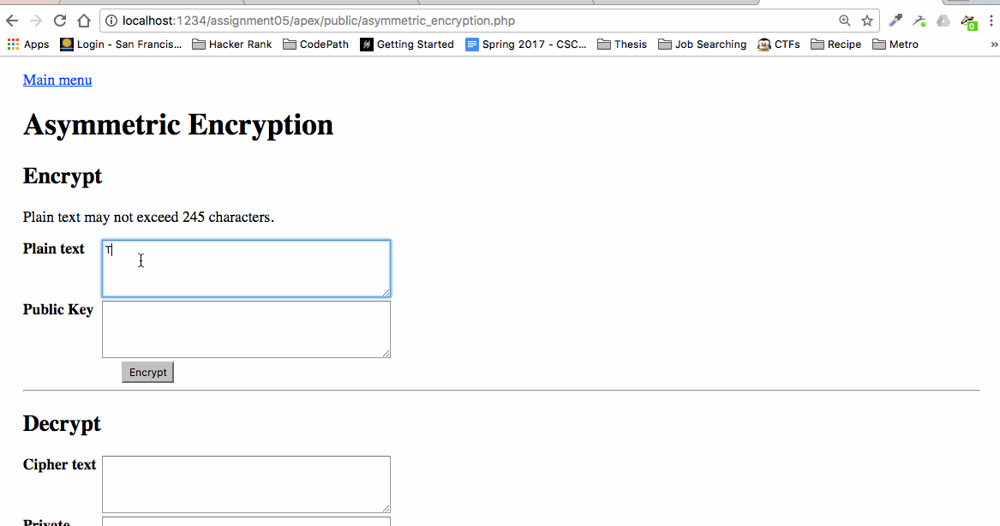 localhost:1234/assignment05/apex/public/asymmetric_encryption.php
Apps Login - San Francis... Hacker Rank CodePath Getting Started Spring 2017 - CSC... Thesis Job Searching CTFs Recipe Metro »
0
Main menu
Asymmetric Encryption
Encrypt
Plain text may not exceed 245 characters.
Plain text T
Public Key
Encrypt
Decrypt
Cipher text
Private